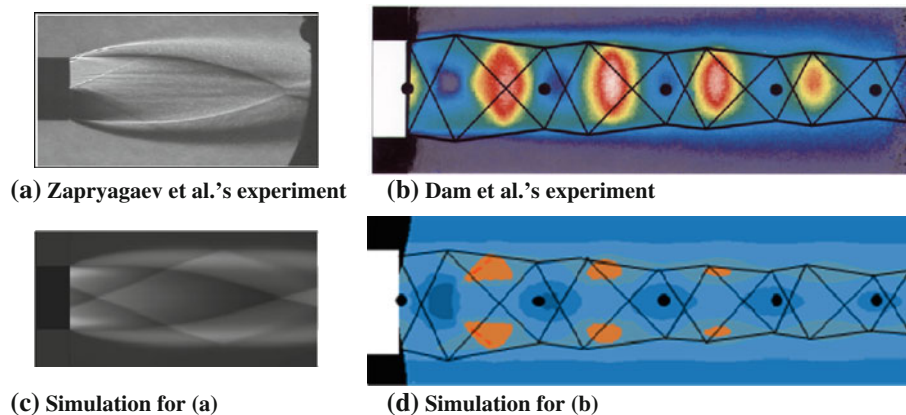 (a) Zapryagaev et al.'s experiment
(b) Dam et al.'s experiment
(c) Simulation for (a)
(d) Simulation for (b)